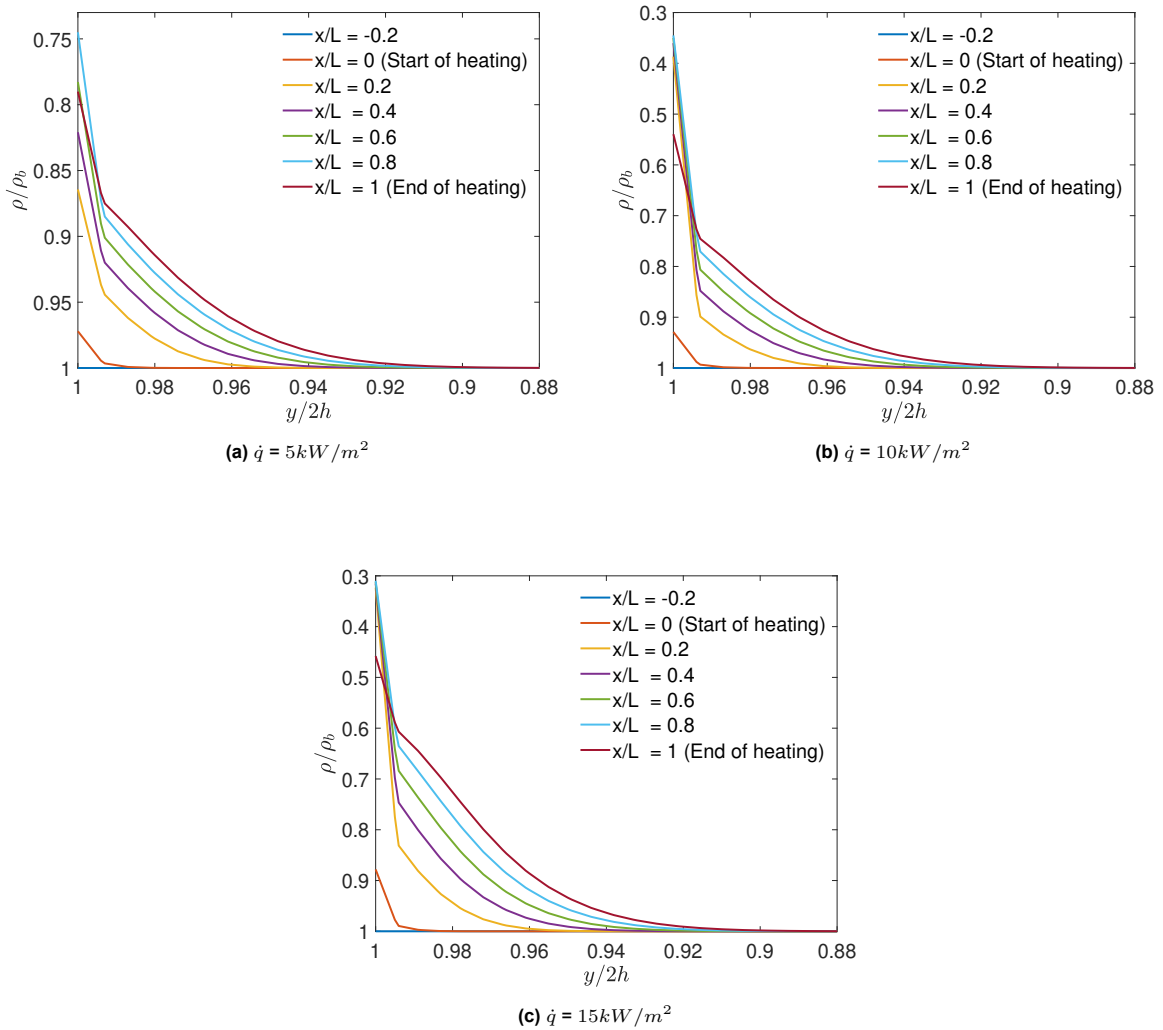 0.75
0.8
0.85
0.9
0.95
1
ρ/ρb
1 0.98 0.96 0.94 0.92 0.9 0.88
y/2h
x/L = -0.2
x/L = 0 (Start of heating)
x/L = 0.2
x/L = 0.4
x/L = 0.6
x/L = 0.8
x/L = 1 (End of heating)
(a) q̇ = 5kW/m²
0.3
0.4
0.5
0.6
0.7
0.8
0.9
1
ρ/ρb
1 0.98 0.96 0.94 0.92 0.9 0.88
y/2h
x/L = -0.2
x/L = 0 (Start of heating)
x/L = 0.2
x/L = 0.4
x/L = 0.6
x/L = 0.8
x/L = 1 (End of heating)
(b) q̇ = 10kW/m²
0.3
0.4
0.5
0.6
0.7
0.8
0.9
1
ρ/ρb
1 0.98 0.96 0.94 0.92 0.9 0.88
y/2h
x/L = -0.2
x/L = 0 (Start of heating)
x/L = 0.2
x/L = 0.4
x/L = 0.6
x/L = 0.8
x/L = 1 (End of heating)
(c) q̇ = 15kW/m²